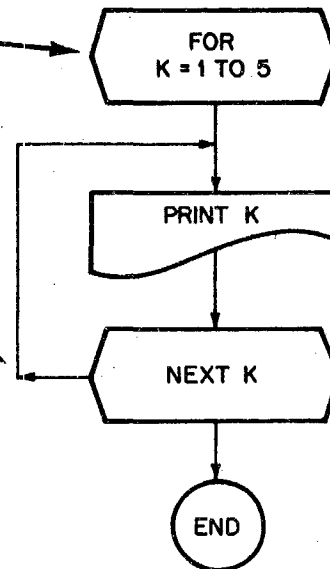 FOR
K = 1 TO 5
PRINT K
NEXT K
END